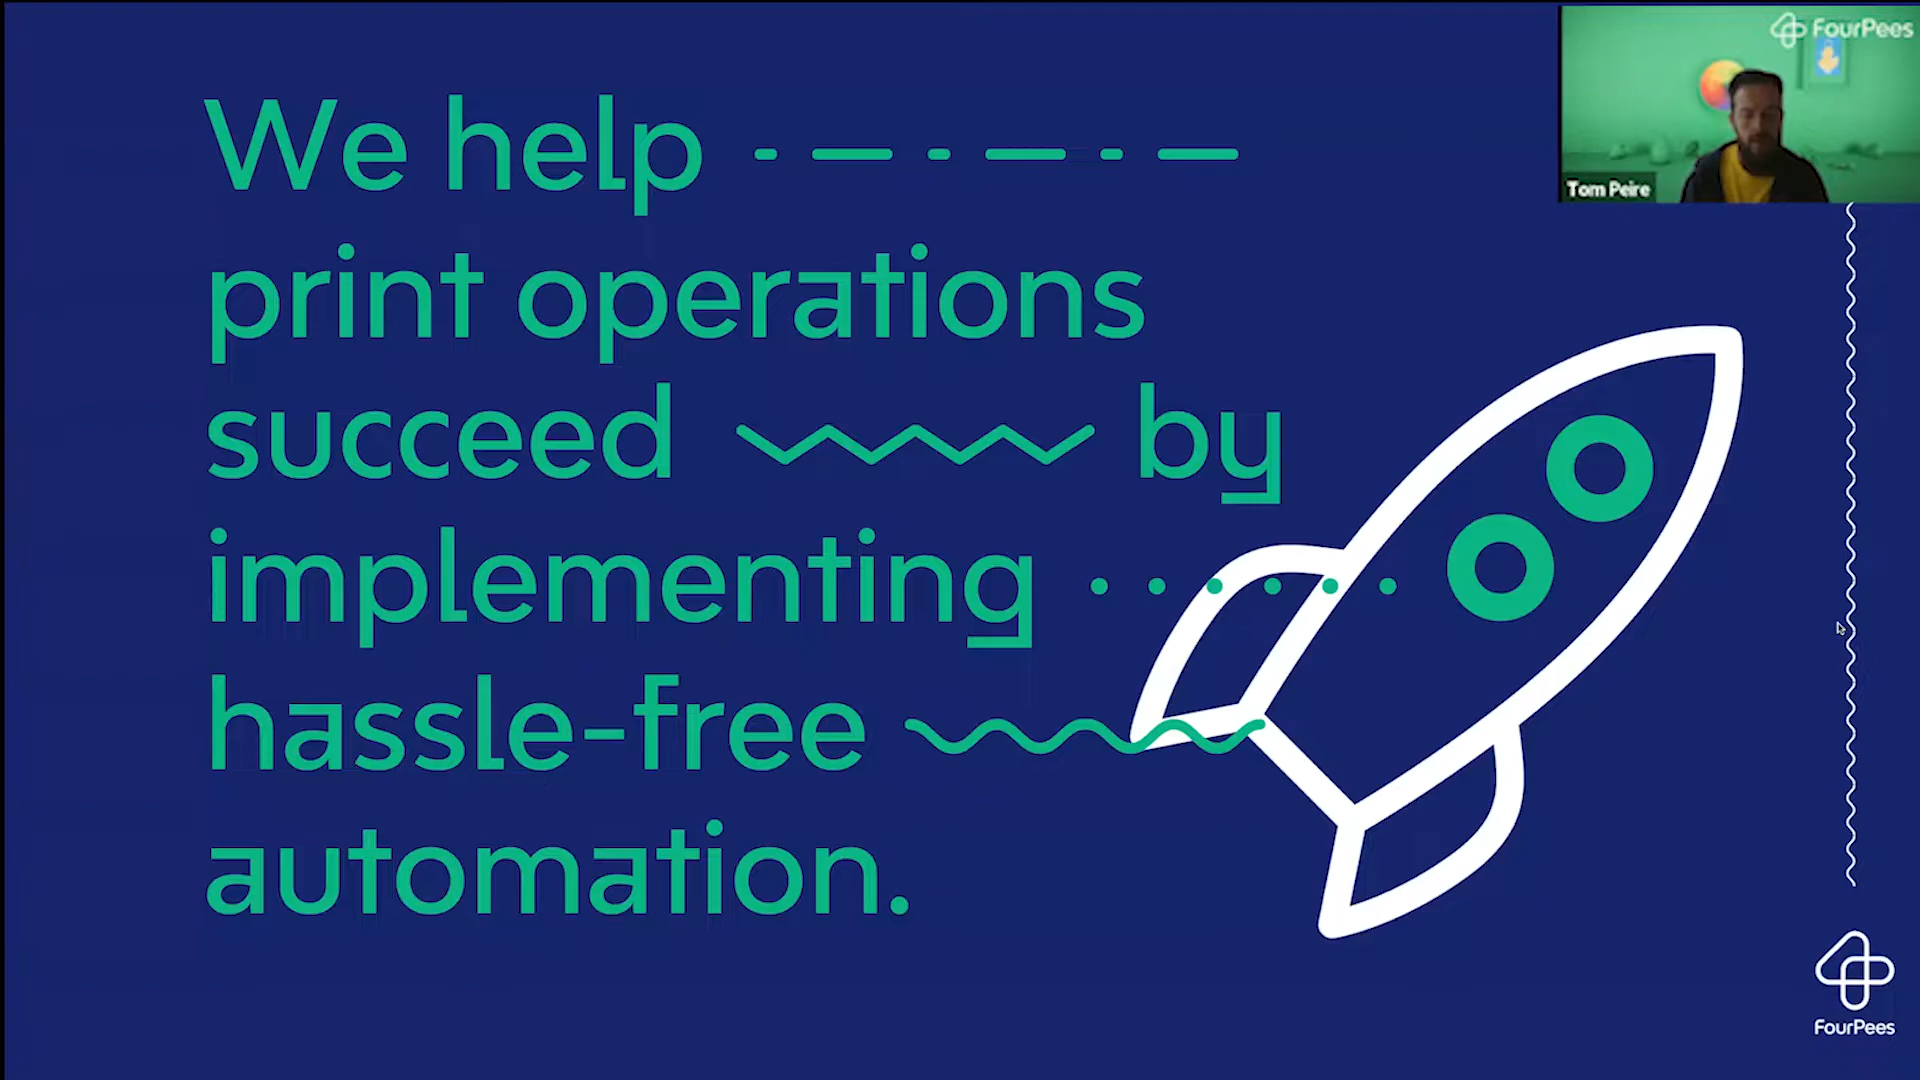 FourPees
Tom Peire
We help
print operations
succeed by
implementing
hassle-free
automation.
FourPees